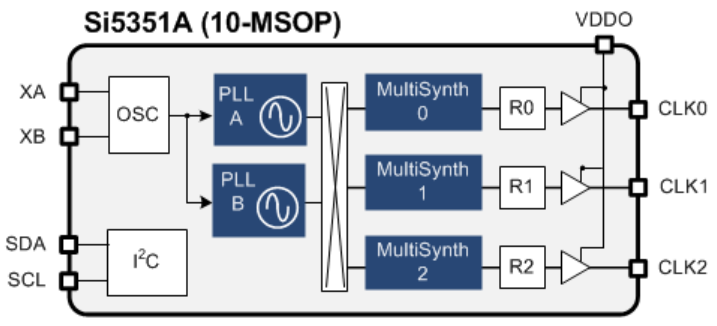 Si5351A (10-MSOP)
VDDO
XA
XB
OSC
PLL
A
PLL
B
MultiSynth
0
R0
CLK0
MultiSynth
1
R1
CLK1
MultiSynth
2
R2
CLK2
SDA
SCL
I²C